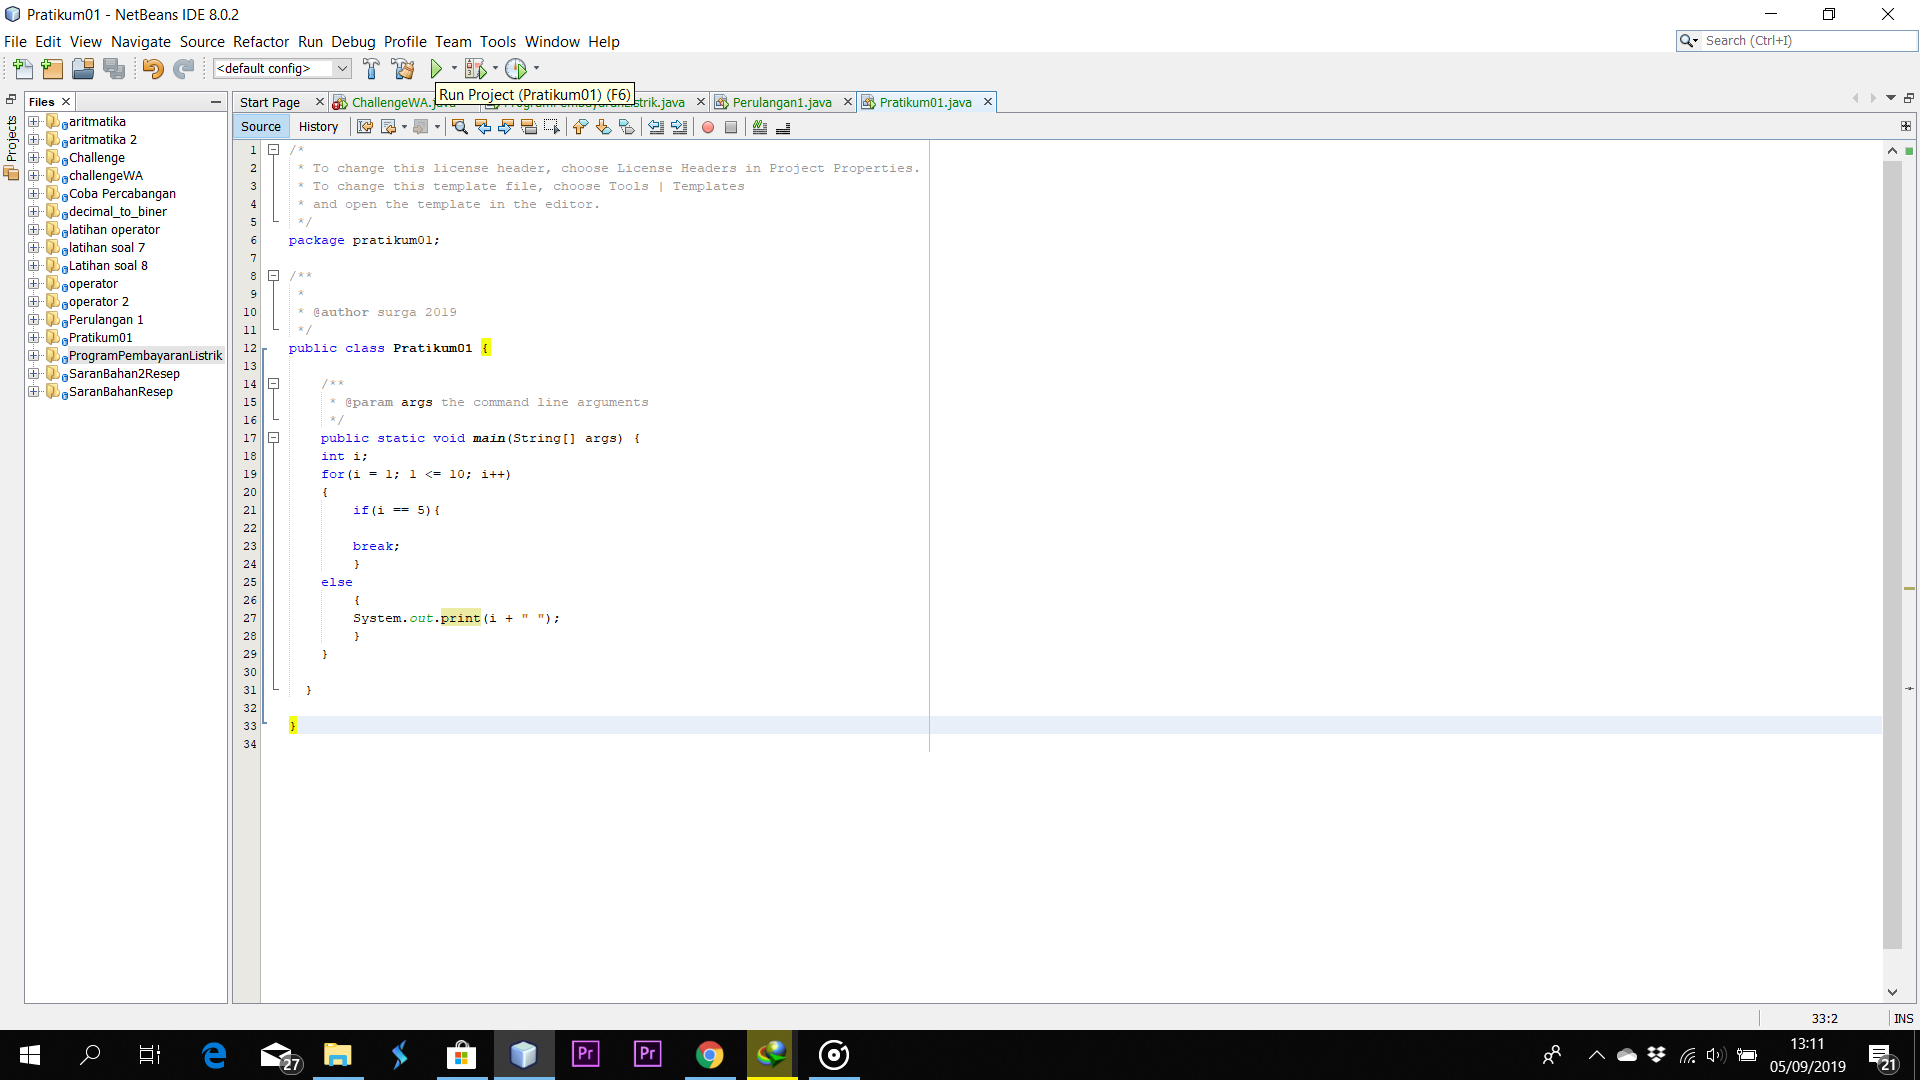 Pratikum01 - NetBeans IDE 8.0.2
File Edit View Navigate Source Refactor Run Debug Profile Team Tools Window Help
Search (Ctrl+I)
<default config>
Run Project (Pratikum01) (F6)
Projects
Files
Start Page
ChallengeWA.java
ProgramPembayaranListrik.java
Perulangan1.java
Pratikum01.java
Source
History
aritmatika
aritmatika 2
Challenge
challengeWA
Coba Percabangan
decimal_to_biner
latihan operator
latihan soal 7
Latihan soal 8
operator
operator 2
Perulangan 1
Pratikum01
ProgramPembayaranListrik
SaranBahan2Resep
SaranBahanResep
1 /*
2 * To change this license header, choose License Headers in Project Properties.
3 * To change this template file, choose Tools | Templates
4 * and open the template in the editor.
5 */
6 package pratikum01;
7
8 /**
9 *
10 * @author surga 2019
11 */
12 public class Pratikum01 {
13
14 /**
15 * @param args the command line arguments
16 */
17 public static void main(String[] args) {
18 int i;
19 for(i = 1; 1 <= 10; i++)
20 {
21 if(i == 5){
22
23 break;
24 }
25 else
26 {
27 System.out.print(i + " ");
28 }
29 }
30
31 }
32
33 }
34
33:2
INS
27
Pr
Pr
13:11
05/09/2019
21